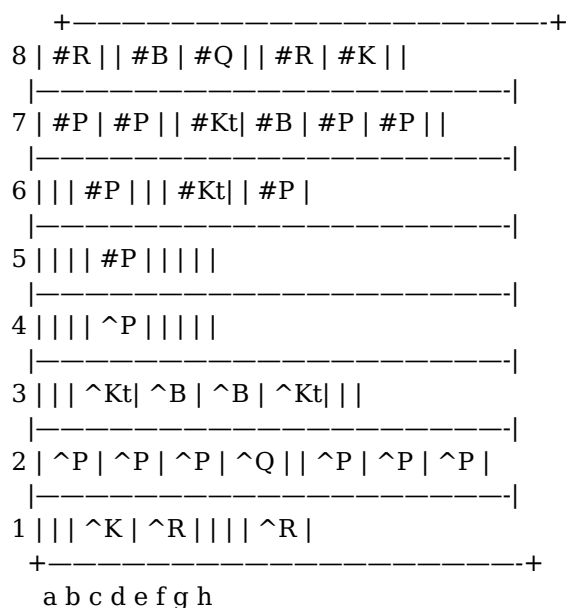 +———————————————————-+
8 | #R | | #B | #Q | | #R | #K | |
|———————————————————-|
7 | #P | #P | | #Kt| #B | #P | #P | |
|———————————————————-|
6 | | | #P | | | #Kt| | #P |
|———————————————————-|
5 | | | | #P | | | | |
|———————————————————-|
4 | | | | ^P | | | | |
|———————————————————-|
3 | | | ^Kt| ^B | ^B | ^Kt| | |
|———————————————————-|
2 | ^P | ^P | ^P | ^Q | | ^P | ^P | ^P |
|———————————————————-|
1 | | | ^K | ^R | | | | ^R |
+———————————————————-+
a b c d e f g h